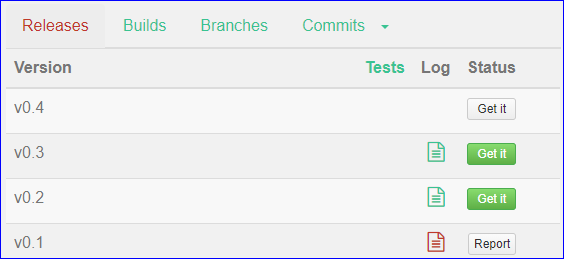 Releases Builds Branches Commits
Version Tests Log Status
v0.4 Get it
v0.3 Get it
v0.2 Get it
v0.1 Report